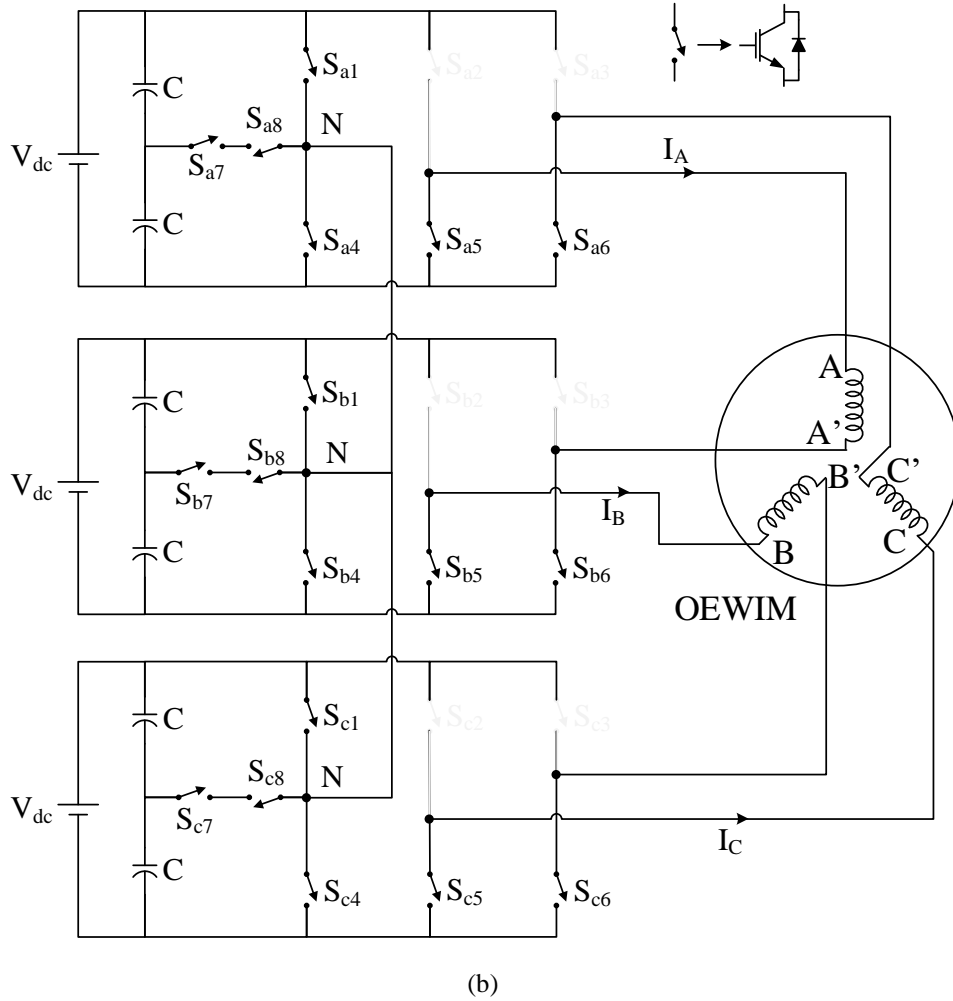 S_a1 S_a2 S_a3
C
S_a8 N
V_dc S_a7
I_A
C
S_a4 S_a5 S_a6
S_b1 S_b2 S_b3
A
C
A’
S_b8 N
V_dc S_b7
B’ C’
I_B
C
B C
S_b4 S_b5 S_b6
OEWIM
S_c1 S_c2 S_c3
C
S_c8 N
V_dc S_c7
I_C
C
S_c4 S_c5 S_c6
(b)